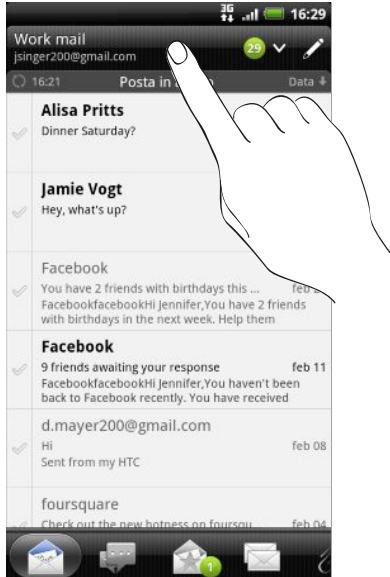 3G 16:29
Work mail
jsinger200@gmail.com 29
16:21 Posta in a Data
Alisa Pritts
Dinner Saturday?
Jamie Vogt
Hey, what's up?
Facebook
You have 2 friends with birthdays this ... feb 2
FacebookfacebookHi Jennifer,You have 2 friends
with birthdays in the next week. Help them
Facebook
9 friends awaiting your response feb 11
FacebookfacebookHi Jennifer,You haven't been
back to Facebook recently. You have received
d.mayer200@gmail.com
Hi feb 08
Sent from my HTC
foursquare
Check out the new hotness on foursqu... feb 04
1